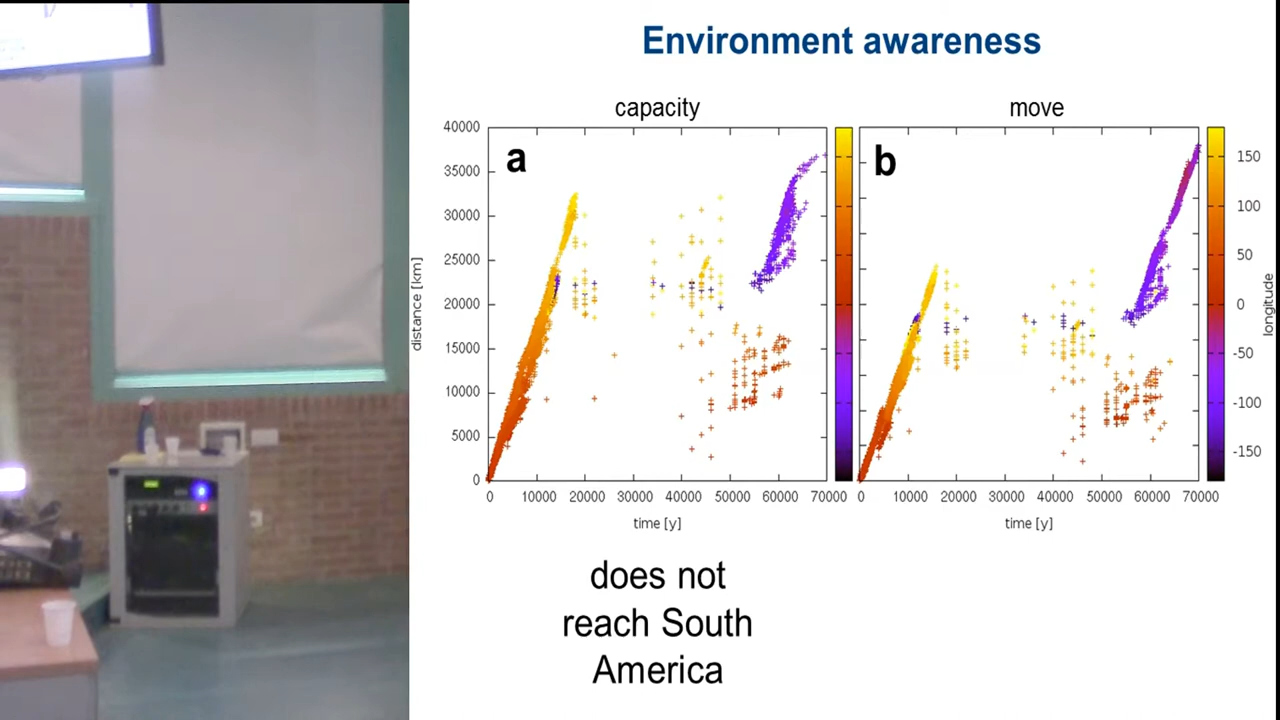 Environment awareness
capacity
move
a
b
distance [km]
40000
35000
30000
25000
20000
15000
10000
5000
0
0 10000 20000 30000 40000 50000 60000 70000
time [y]
0 10000 20000 30000 40000 50000 60000 70000
time [y]
150
100
50
0
-50
-100
-150
longitude
does not
reach South
America